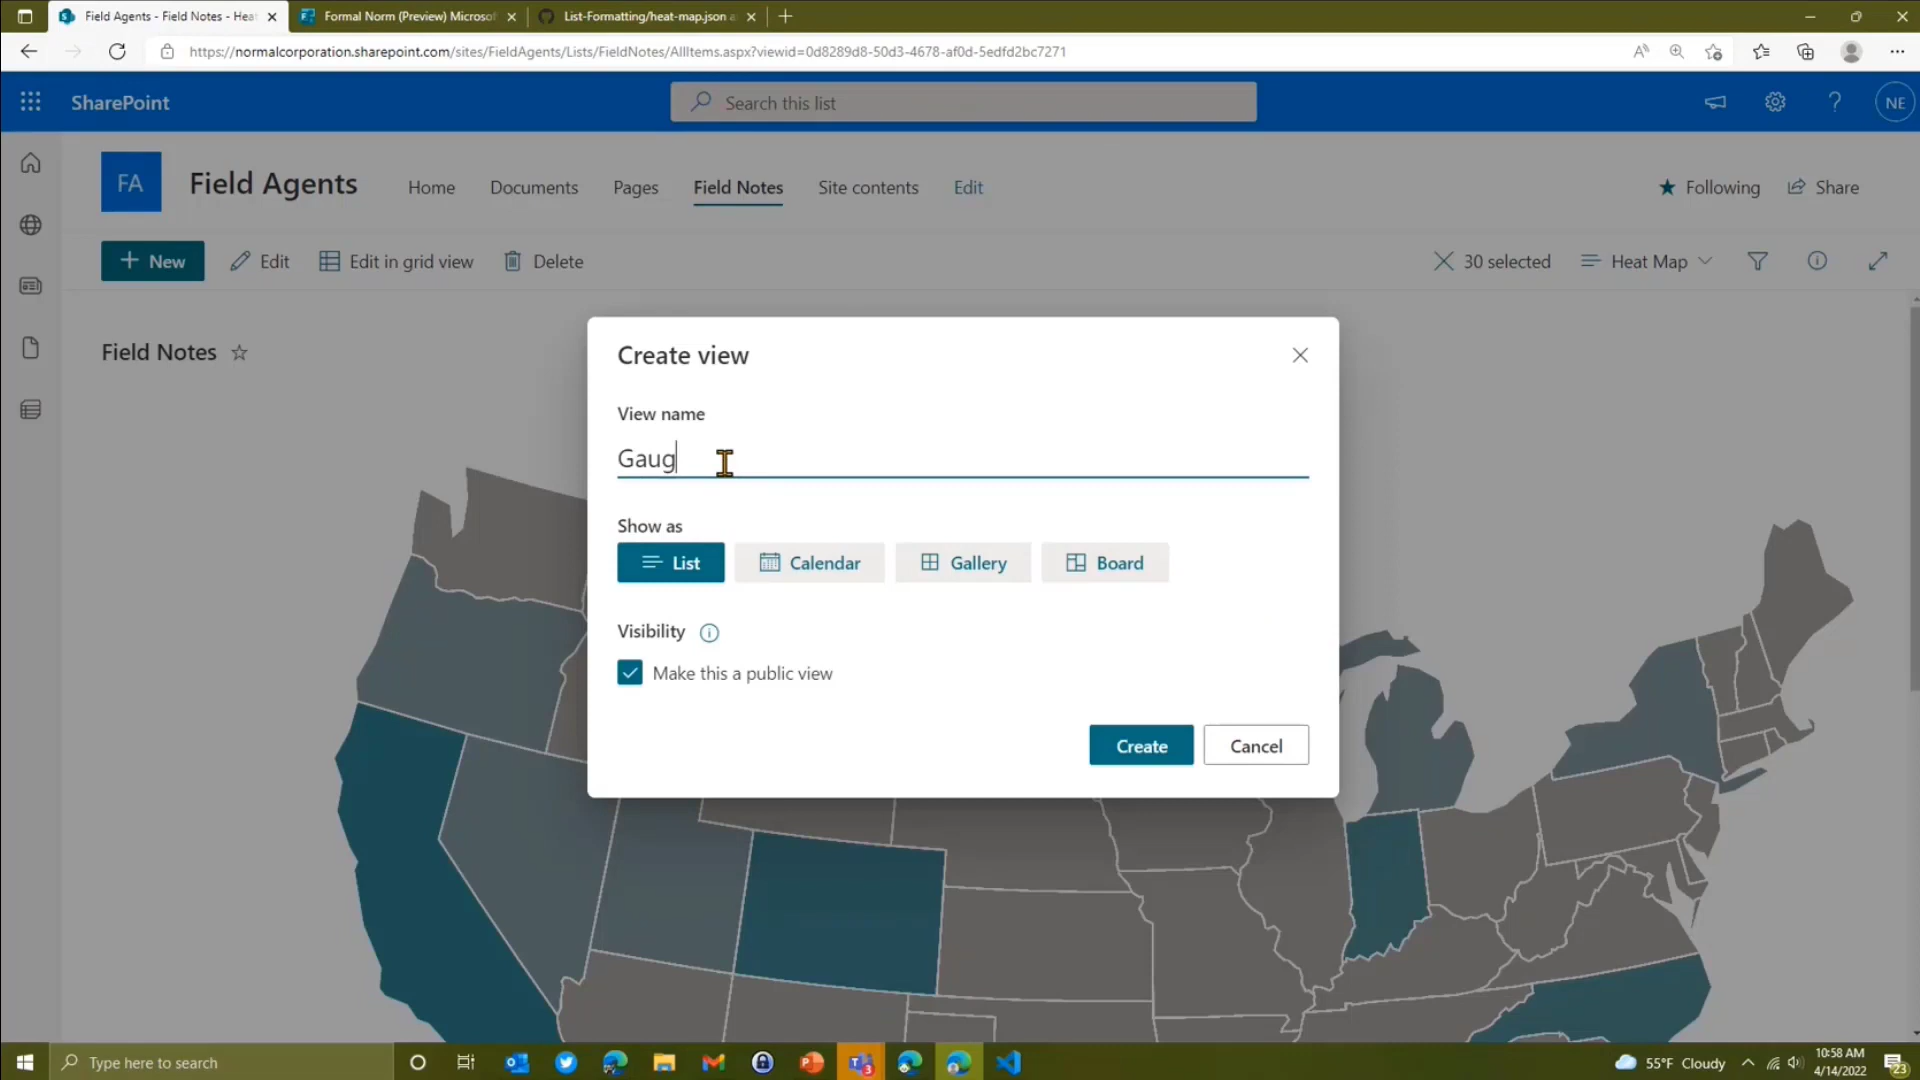 Field Agents - Field Notes - Hea
Formal Norm (Preview) Microsof
List-Formatting/heat-map.json a
https://normalcorporation.sharepoint.com/sites/FieldAgents/Lists/FieldNotes/AllItems.aspx?viewid=0d8289d8-50d3-4678-af0d-5edfd2bc7271
SharePoint
Search this list
NE
FA
Field Agents
Home
Documents
Pages
Field Notes
Site contents
Edit
Following
Share
New
Edit
Edit in grid view
Delete
30 selected
Heat Map
Field Notes
Create view
View name
Gaug
Show as
List
Calendar
Gallery
Board
Visibility
Make this a public view
Create
Cancel
Type here to search
55°F Cloudy
10:58 AM
4/14/2022
23